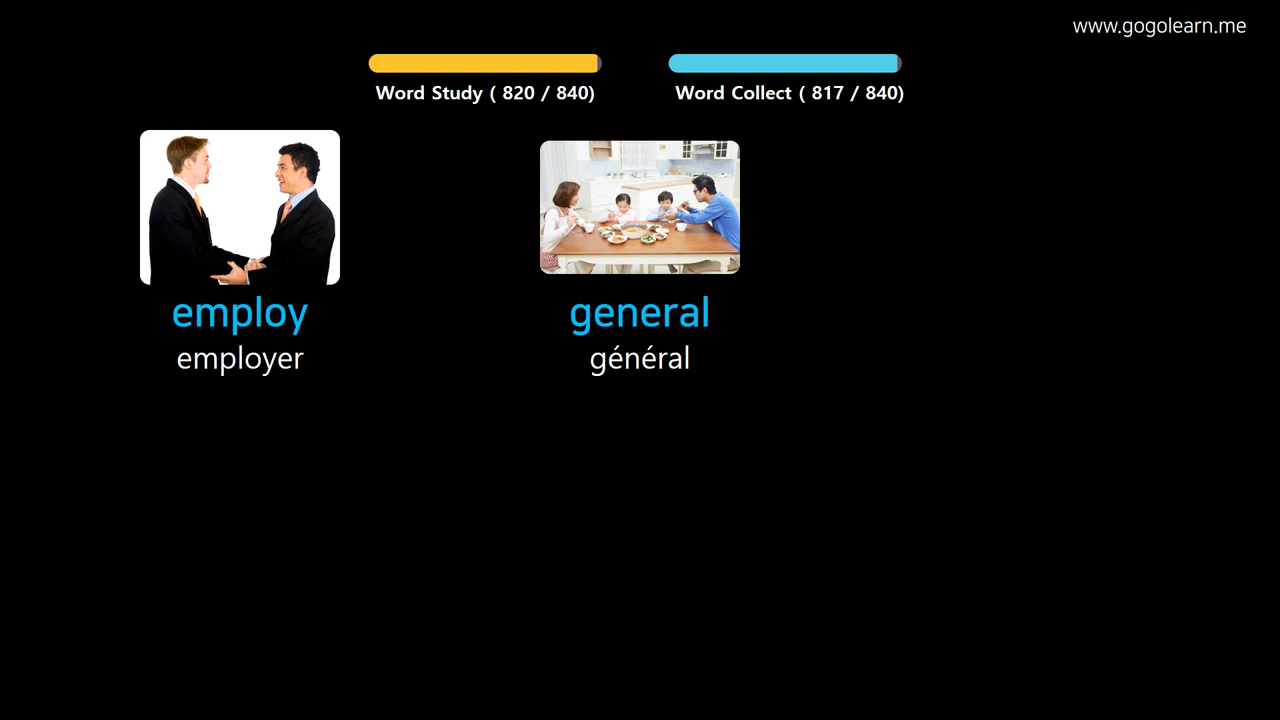 www.gogolearn.me
Word Study ( 820 / 840)
Word Collect ( 817 / 840)
employ
employer
general
général